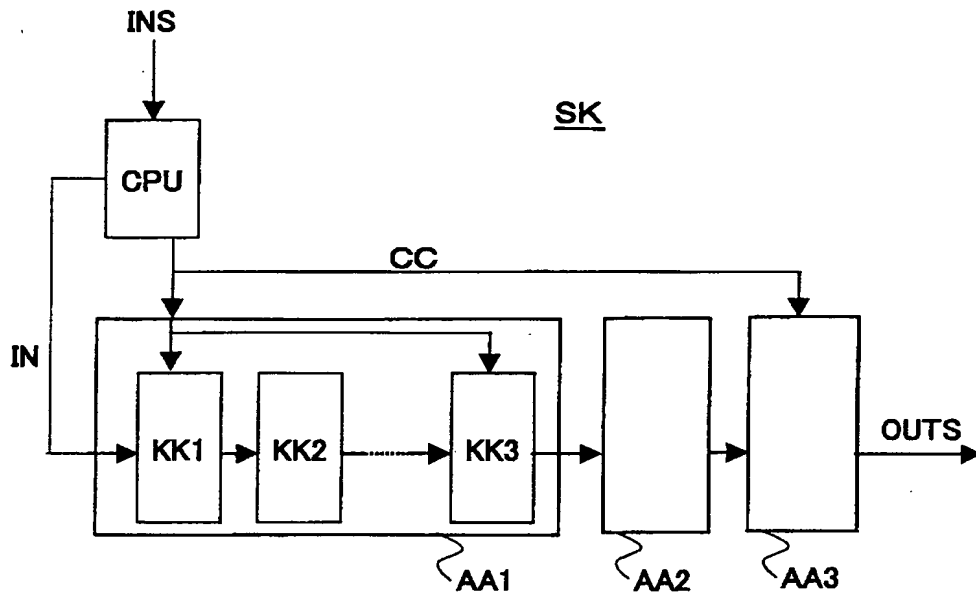 INS
SK
CPU
CC
IN
KK1
KK2
KK3
OUTS
AA1
AA2
AA3